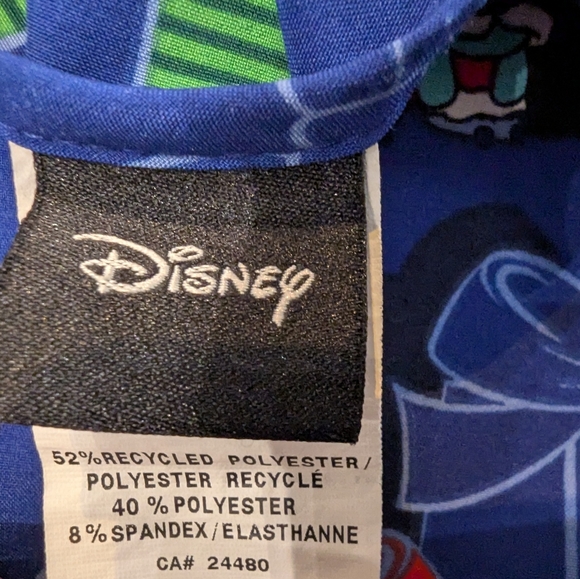 Disney
52% RECYCLED POLYESTER /
POLYESTER RECYCLÉ
40 % POLYESTER
8 % SPANDEX / ELASTHANNE
CA# 24480